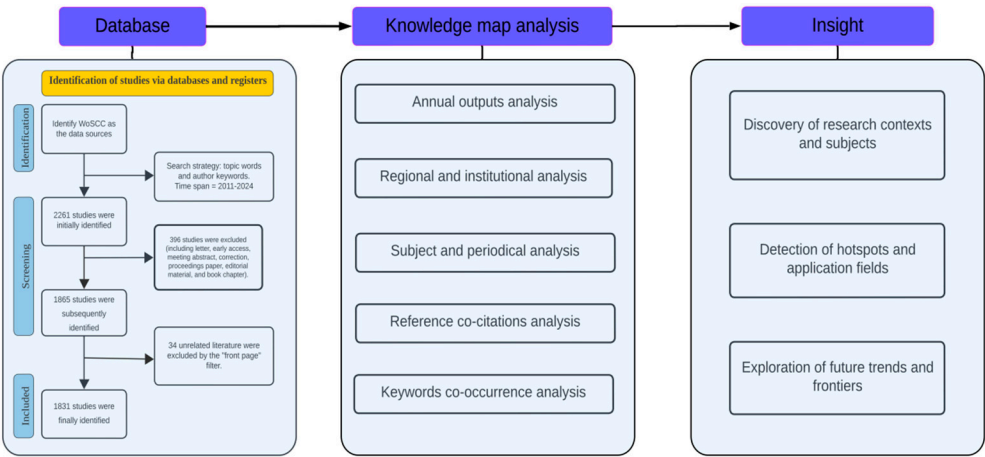 Database
Knowledge map analysis
Insight
Identification of studies via databases and registers
Identification
Identify WoSCC as
the data sources
Search strategy: topic words
and author keywords.
Time span = 2011-2024
Screening
2261 studies were
initially identified
396 studies were excluded
(including letter, early access,
meeting abstract, correction,
proceedings paper, editorial
material, and book chapter).
1865 studies were
subsequently
identified
34 unrelated literature were
excluded by the "front page"
filter.
Included
1831 studies were
finally identified
Annual outputs analysis
Regional and institutional analysis
Subject and periodical analysis
Reference co-citations analysis
Keywords co-occurrence analysis
Discovery of research contexts
and subjects
Detection of hotspots and
application fields
Exploration of future trends and
frontiers